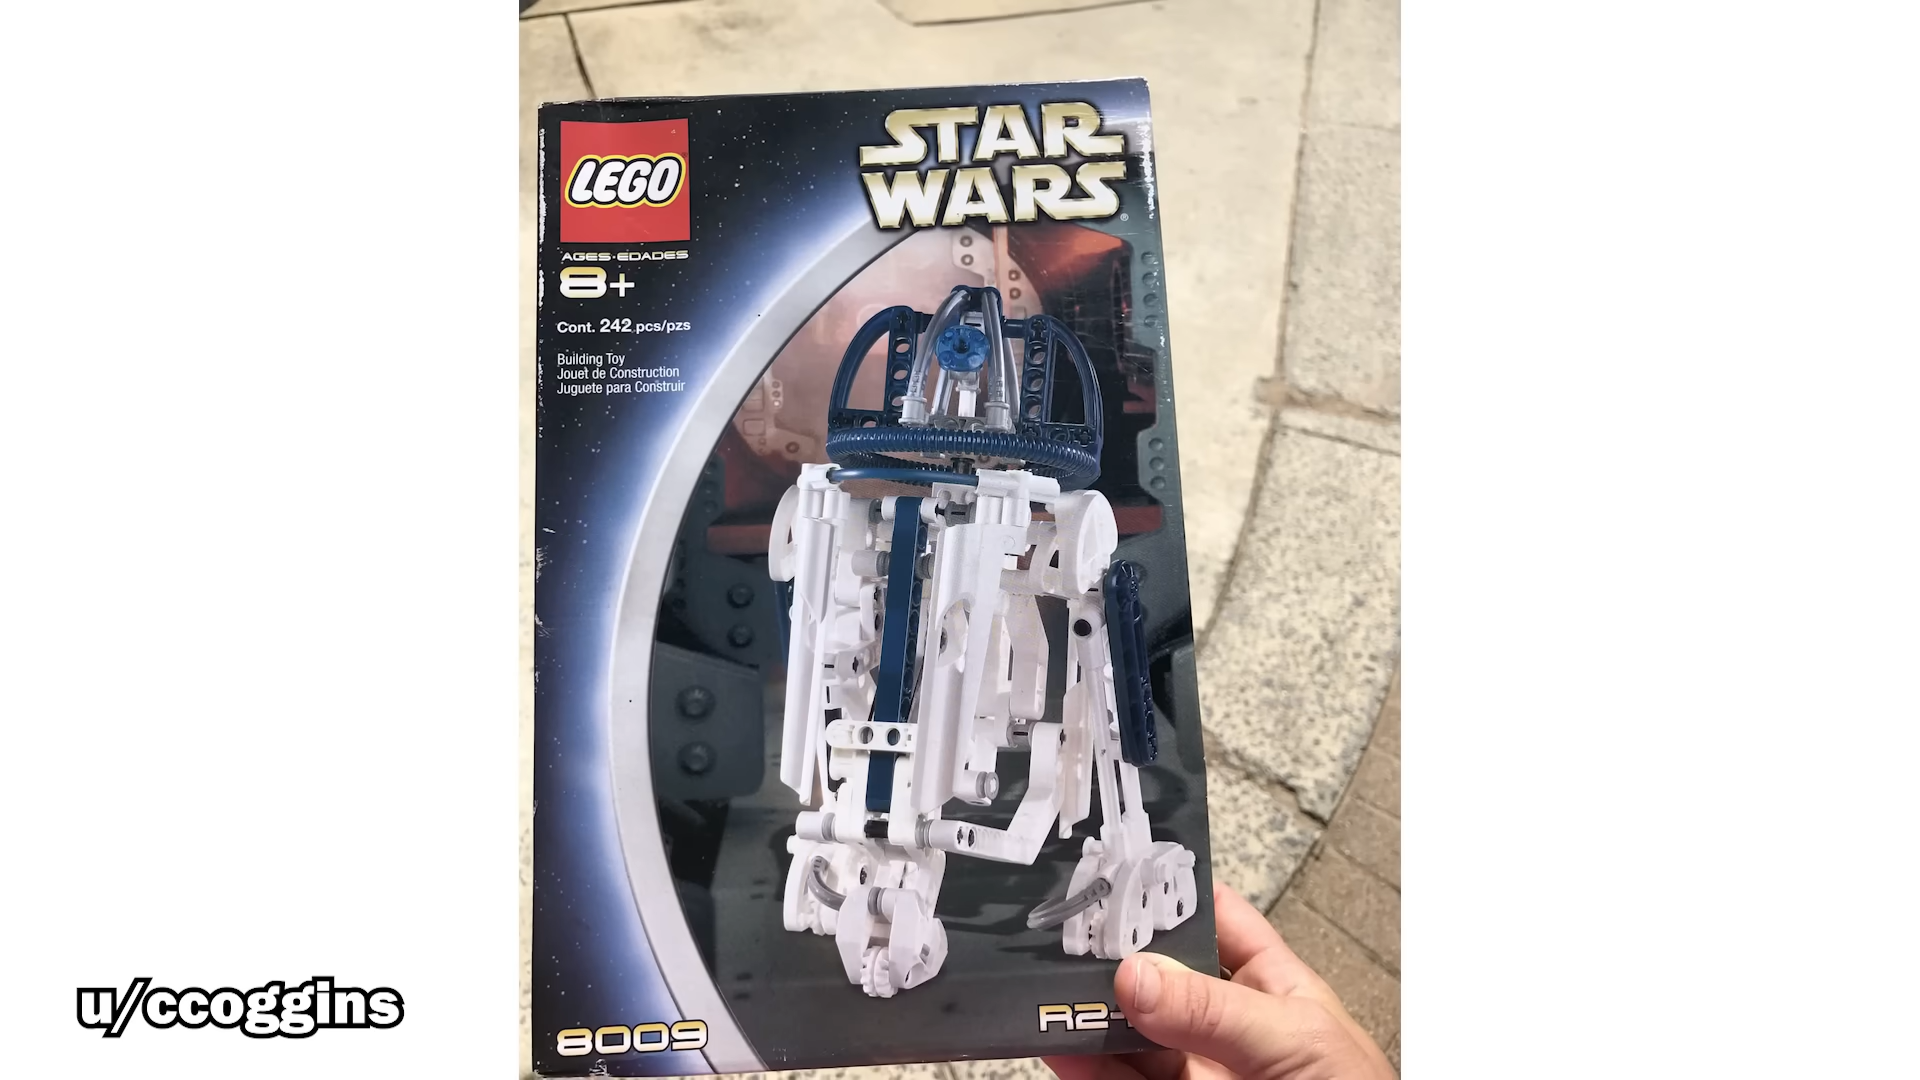 LEGO
STAR
WARS
AGES·EDADES
8+
Cont. 242 pcs/pzs
Building Toy
Jouet de Construction
Juguete para Construir
8009
R2-
u/ccoggins